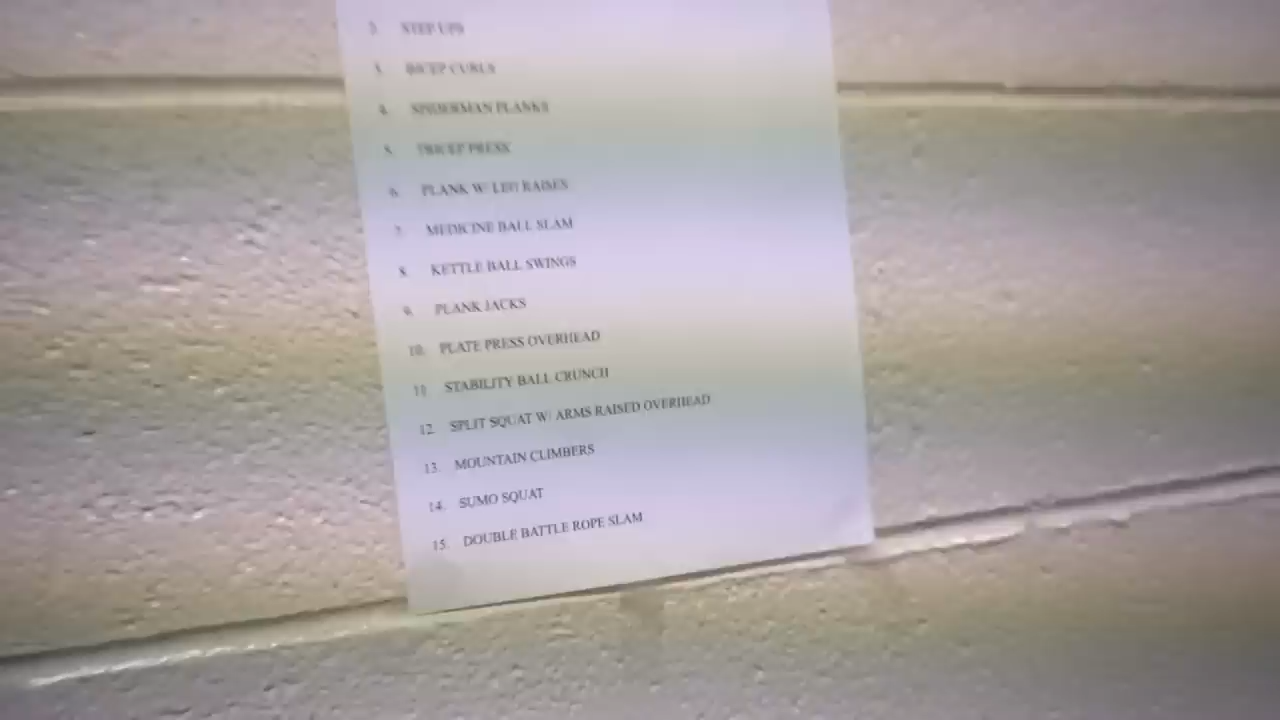 2. STEP UPS
3. BICEP CURLS
4. SPIDERMAN PLANKS
5. TRICEP PRESS
6. PLANK W/ LEG RAISES
7. MEDICINE BALL SLAM
8. KETTLE BALL SWINGS
9. PLANK JACKS
10. PLATE PRESS OVERHEAD
11. STABILITY BALL CRUNCH
12. SPLIT SQUAT W/ ARMS RAISED OVERHEAD
13. MOUNTAIN CLIMBERS
14. SUMO SQUAT
15. DOUBLE BATTLE ROPE SLAM